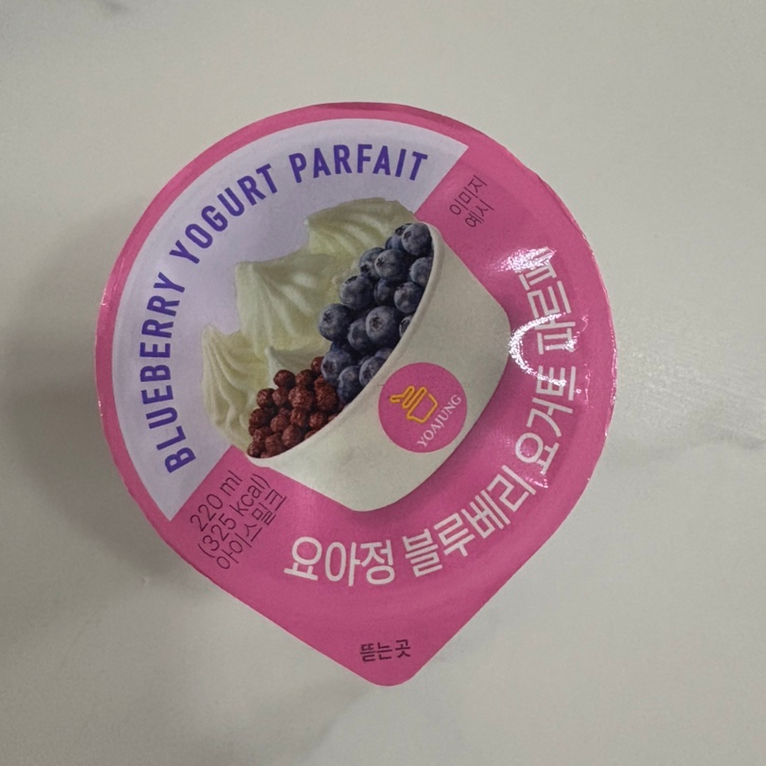 BLUEBERRY YOGURT PARFAIT
이미지
예시
YOAJUNG
220 ml
(325 kcal)
아이스밀크
요아정 블루베리 요거트 파르페
뜯는곳